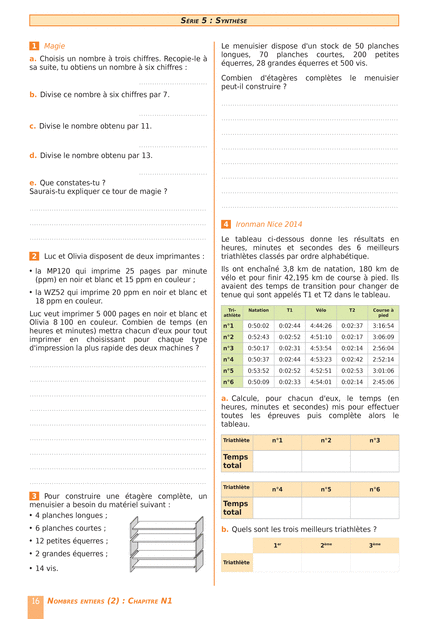 SÉRIE 5 : SYNTHÈSE
1 Magie
a. Choisis un nombre à trois chiffres. Recopie-le à
sa suite, tu obtiens un nombre à six chiffres :
b. Divise ce nombre à six chiffres par 7.
c. Divise le nombre obtenu par 11.
d. Divise le nombre obtenu par 13.
e. Que constates-tu ?
Saurais-tu expliquer ce tour de magie ?
2 Luc et Olivia disposent de deux imprimantes :
• la MP120 qui imprime 25 pages par minute
(ppm) en noir et blanc et 15 ppm en couleur ;
• la WZ52 qui imprime 20 ppm en noir et blanc et
18 ppm en couleur.
Luc veut imprimer 5 000 pages en noir et blanc et
Olivia 8 100 en couleur. Combien de temps (en
heures et minutes) mettra chacun d'eux pour tout
imprimer en choisissant pour chaque type
d'impression la plus rapide des deux machines ?
3 Pour construire une étagère complète, un
menuisier a besoin du matériel suivant :
• 4 planches longues ;
• 6 planches courtes ;
• 12 petites équerres ;
• 2 grandes équerres ;
• 14 vis.
Le menuisier dispose d'un stock de 50 planches
longues, 70 planches courtes, 200 petites
équerres, 28 grandes équerres et 500 vis.
Combien d'étagères complètes le menuisier
peut-il construire ?
4 Ironman Nice 2014
Le tableau ci-dessous donne les résultats en
heures, minutes et secondes des 6 meilleurs
triathlètes classés par ordre alphabétique.
Ils ont enchaîné 3,8 km de natation, 180 km de
vélo et pour finir 42,195 km de course à pied. Ils
avaient des temps de transition pour changer de
tenue qui sont appelés T1 et T2 dans le tableau.
Tri- Natation T1 Vélo T2 Course à
athlète pied
n°1 0:50:02 0:02:44 4:44:26 0:02:37 3:16:54
n°2 0:52:43 0:02:52 4:51:10 0:02:17 3:06:09
n°3 0:50:17 0:02:31 4:53:54 0:02:14 2:56:04
n°4 0:50:37 0:02:44 4:53:23 0:02:42 2:52:14
n°5 0:53:52 0:02:52 4:52:51 0:02:53 3:01:06
n°6 0:50:09 0:02:33 4:54:01 0:02:14 2:45:06
a. Calcule, pour chacun d'eux, le temps (en
heures, minutes et secondes) mis pour effectuer
toutes les épreuves puis complète alors le
tableau.
Triathlète n°1 n°2 n°3
Temps
total
Triathlète n°4 n°5 n°6
Temps
total
b. Quels sont les trois meilleurs triathlètes ?
1er 2ème 3ème
Triathlète
16 NOMBRES ENTIERS (2) : CHAPITRE N1